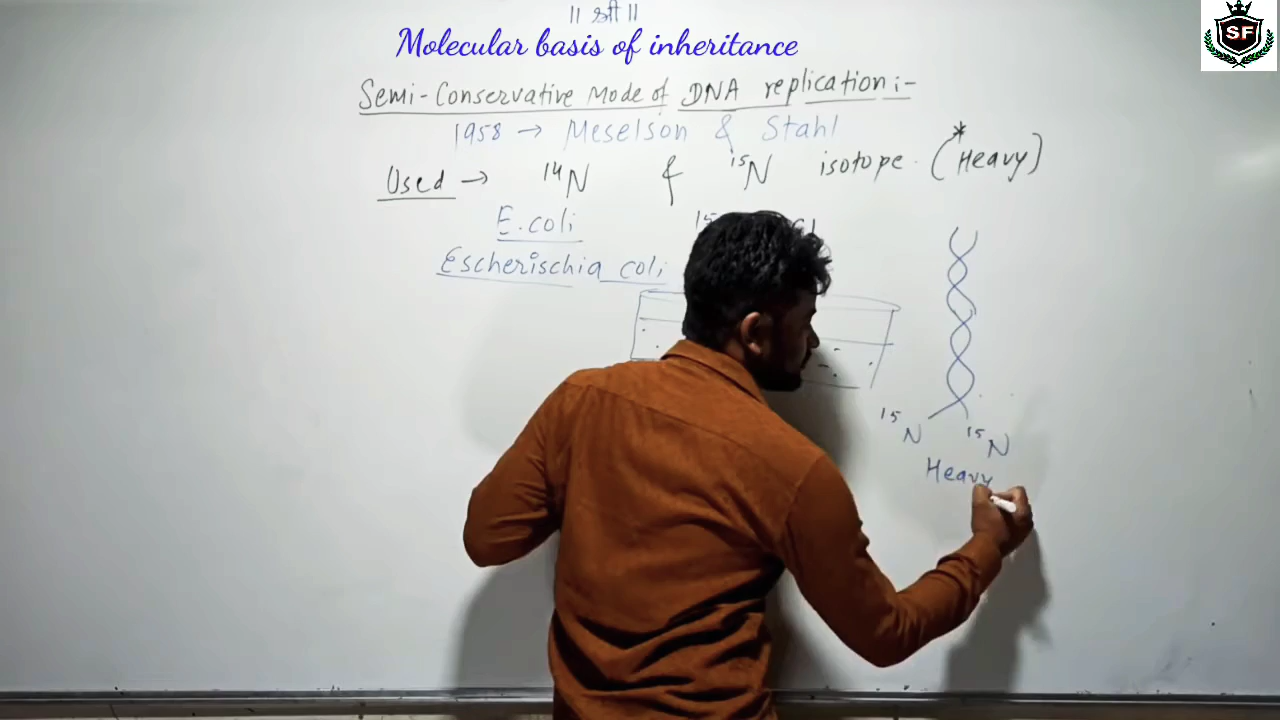 ॥ श्री ॥
Molecular basis of inheritance
SF
Semi-Conservative Mode of DNA replication :-
1958 → Meselson & Stahl
Used → ¹⁴N & ¹⁵N isotope. (*Heavy)
E.coli
Escherischia coli
¹⁵N ¹⁵N
Heavy